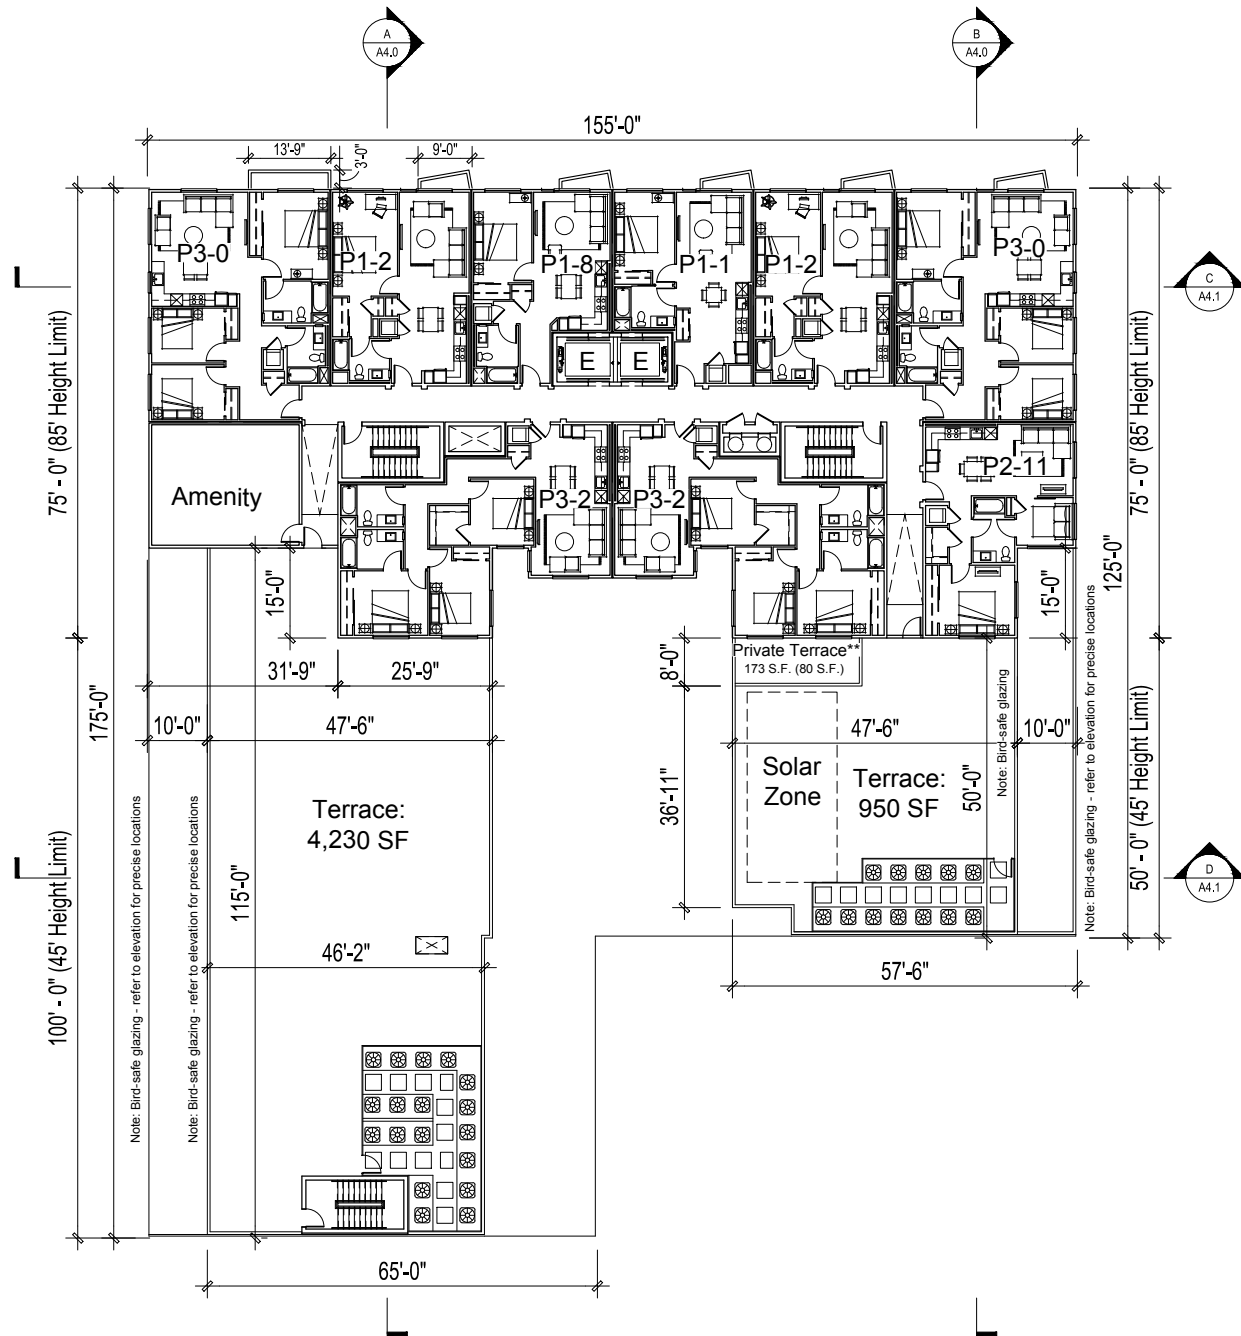 A
A4.0
B
A4.0
155'-0"
13'-9"
3'-0"
9'-0"
P3-0
P1-2
P1-8
P1-1
P1-2
P3-0
C
A4.1
75' - 0" (85' Height Limit)
75' - 0" (85' Height Limit)
E
E
Amenity
P3-2
P3-2
P2-11
15'-0"
15'-0"
125'-0"
Note: Bird-safe glazing - refer to elevation for precise locations
Private Terrace**
173 S.F. (80 S.F.)
8'-0"
31'-9"
25'-9"
175'-0"
10'-0"
47'-6"
47'-6"
10'-0"
Note: Bird-safe glazing
Solar
Zone
Terrace:
950 SF
50'-0"
36'-11"
Terrace:
4,230 SF
50' - 0" (45' Height Limit)
D
A4.1
100' - 0" (45' Height Limit)
Note: Bird-safe glazing - refer to elevation for precise locations
Note: Bird-safe glazing - refer to elevation for precise locations
115'-0"
X
46'-2"
57'-6"
65'-0"